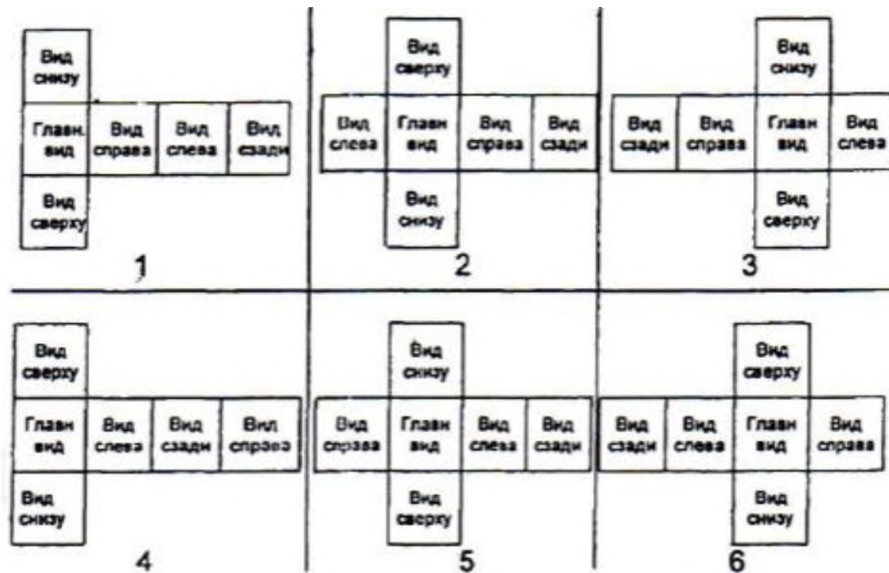 Вид
снизу
Главн.
вид
Вид
справа
Вид
слева
Вид
сзади
Вид
сверху
1
Вид
сверху
Вид
слева
Главн
вид
Вид
справа
Вид
сзади
Вид
снизу
2
Вид
снизу
Вид
сзади
Вид
справа
Главн
вид
Вид
слева
Вид
сверху
3
Вид
сверху
Главн
вид
Вид
слева
Вид
сзади
Вид
справа
Вид
снизу
4
Вид
снизу
Вид
справа
Главн
вид
Вид
слева
Вид
сзади
Вид
сверху
5
Вид
сверху
Вид
сзади
Вид
слева
Главн
вид
Вид
справа
Вид
снизу
6